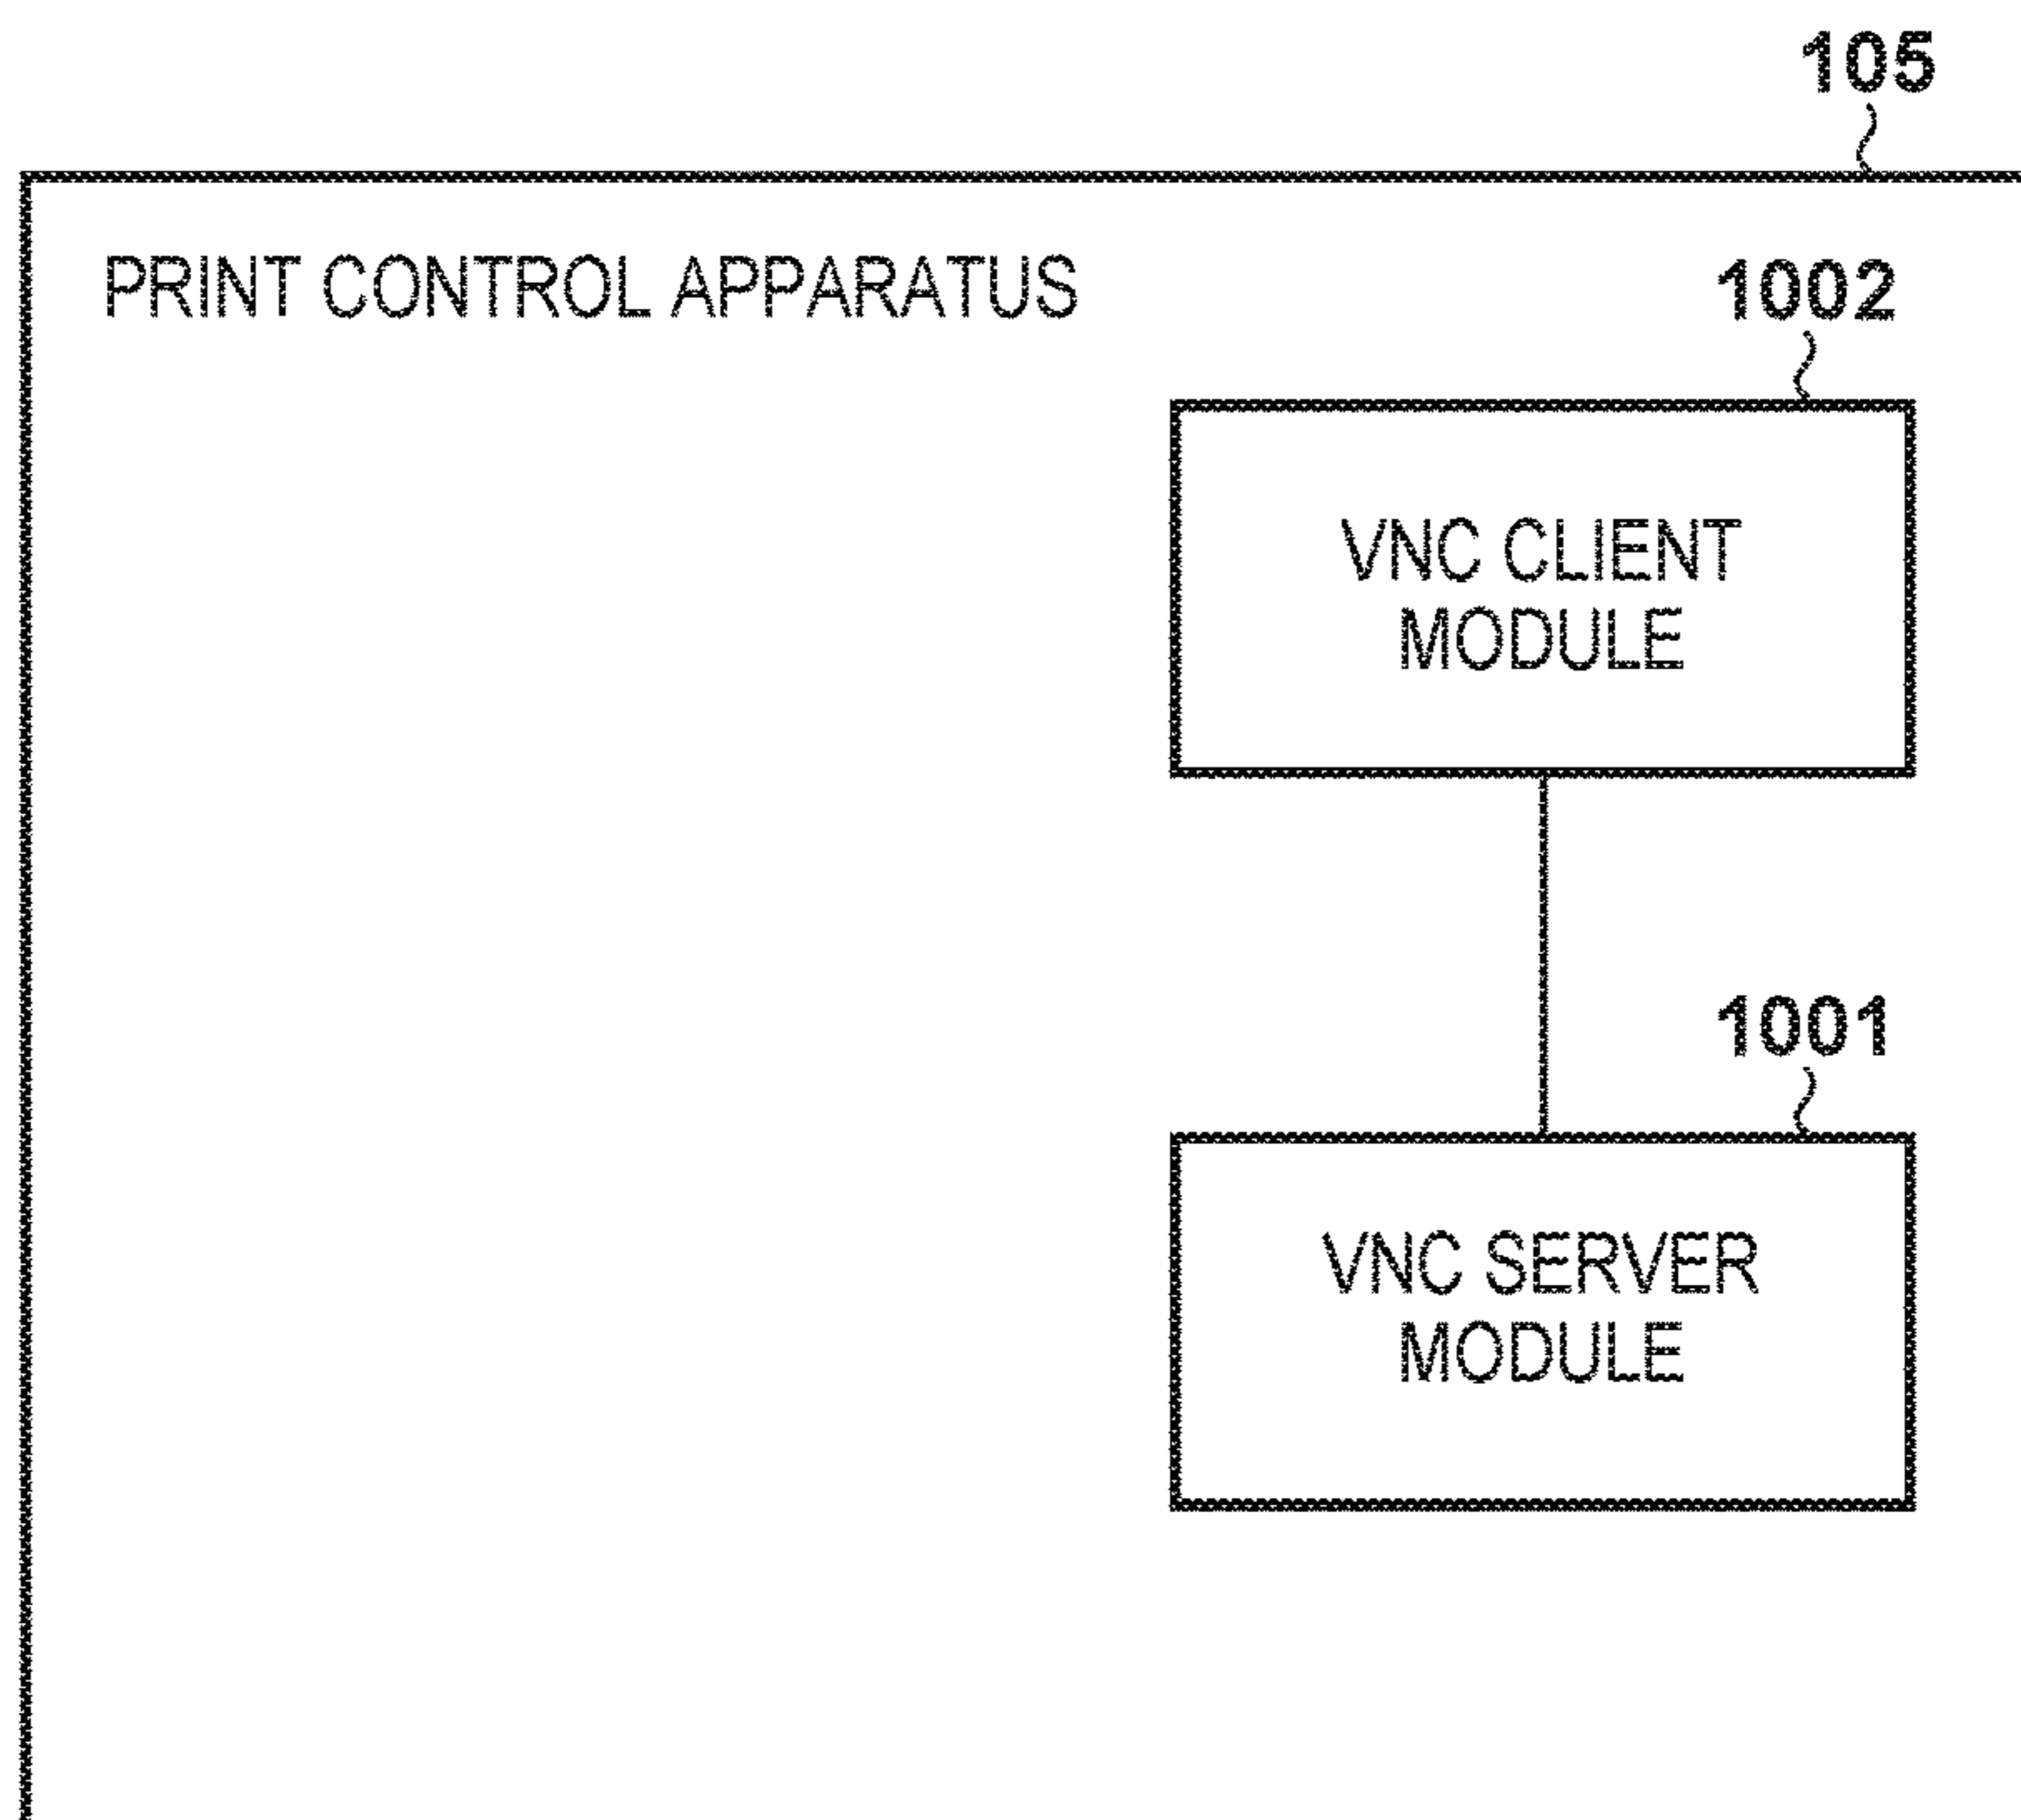 105
PRINT CONTROL APPARATUS
1002
VNC CLIENT
MODULE
1001
VNC SERVER
MODULE